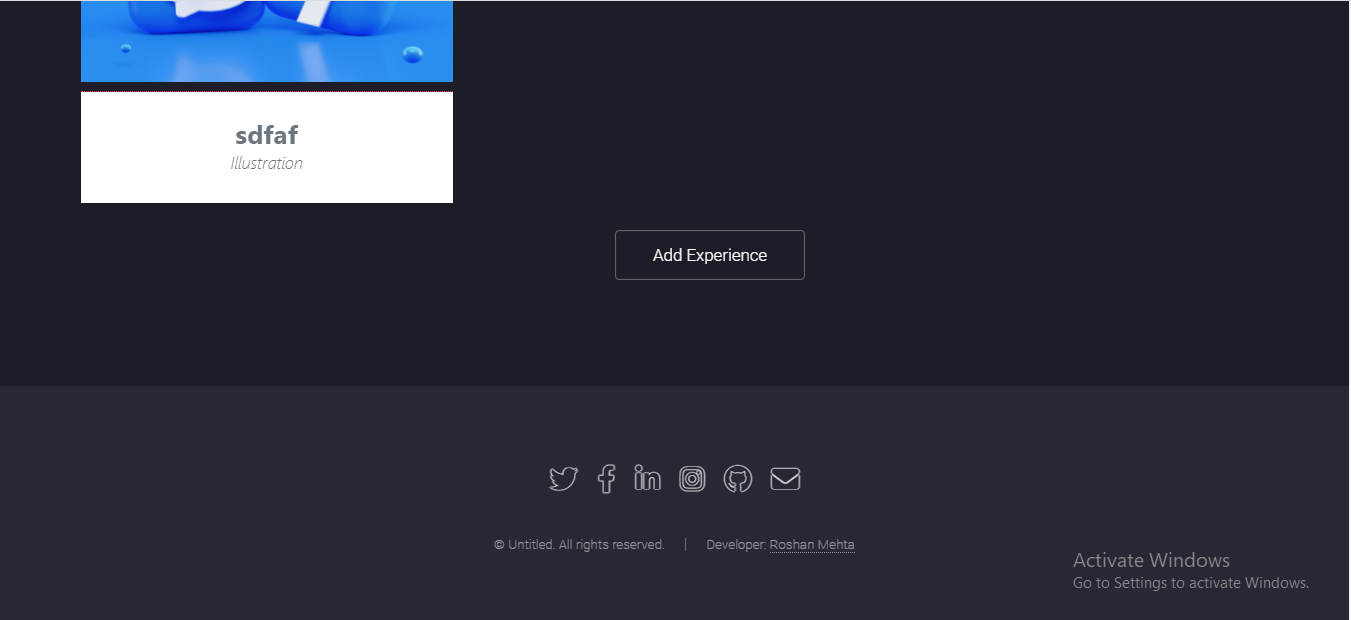 sdfaf
Illustration
Add Experience
© Untitled. All rights reserved. | Developer: Roshan Mehta
Activate Windows
Go to Settings to activate Windows.